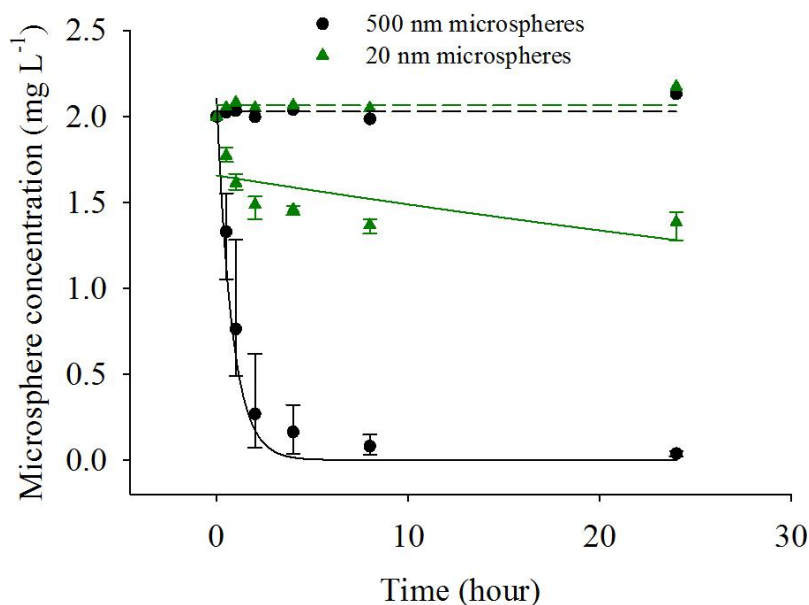 500 nm microspheres
20 nm microspheres
Microsphere concentration (mg L⁻¹)
2.5
2.0
1.5
1.0
0.5
0.0
0 10 20 30
Time (hour)